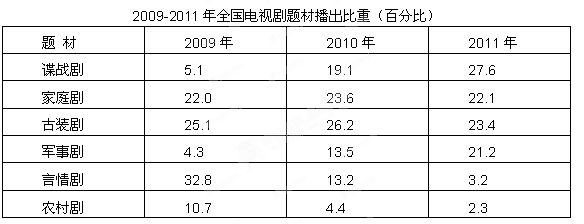 2009-2011 年全国电视剧题材播出比重（百分比）
题 材 2009 年 2010 年 2011 年
谍战剧 5.1 19.1 27.6
家庭剧 22.0 23.6 22.1
古装剧 25.1 26.2 23.4
军事剧 4.3 13.5 21.2
言情剧 32.8 13.2 3.2
农村剧 10.7 4.4 2.3